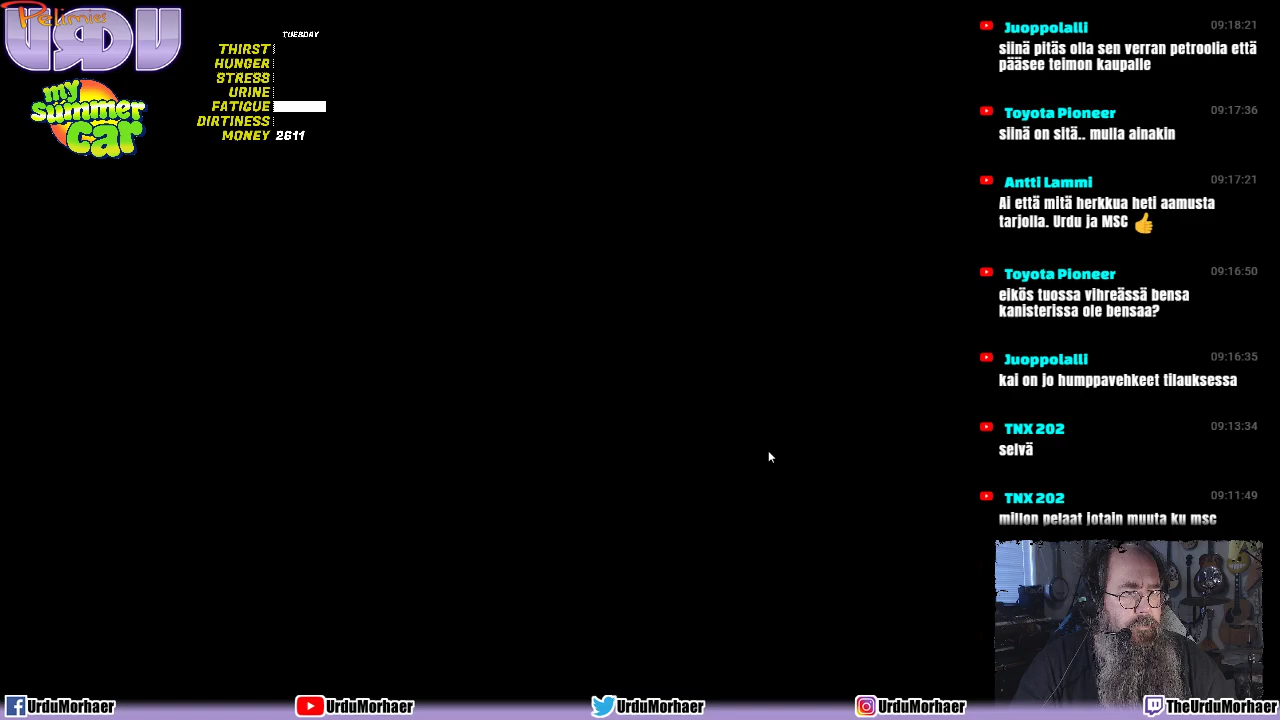 Pelimies
URDU
my
summer
car
TUESDAY
THIRST
HUNGER
STRESS
URINE
FATIGUE
DIRTINESS
MONEY 2611
Juoppolalli 09:18:21
siinä pitäs olla sen verran petroolia että
pääsee teimon kaupalle
Toyota Pioneer 09:17:36
siinä on sitä.. mulla ainakin
Antti Lammi 09:17:21
Ai että mitä herkkua heti aamusta
tarjolla. Urdu ja MSC 👍
Toyota Pioneer 09:16:50
eikös tuossa vihreässä bensa
kanisterissa ole bensaa?
Juoppolalli 09:16:35
kai on jo humppavehkeet tilauksessa
TNX 202 09:13:34
selvä
TNX 202 09:11:49
millon pelaat jotain muuta ku msc
UrduMorhaer
UrduMorhaer
UrduMorhaer
UrduMorhaer
TheUrduMorhaer